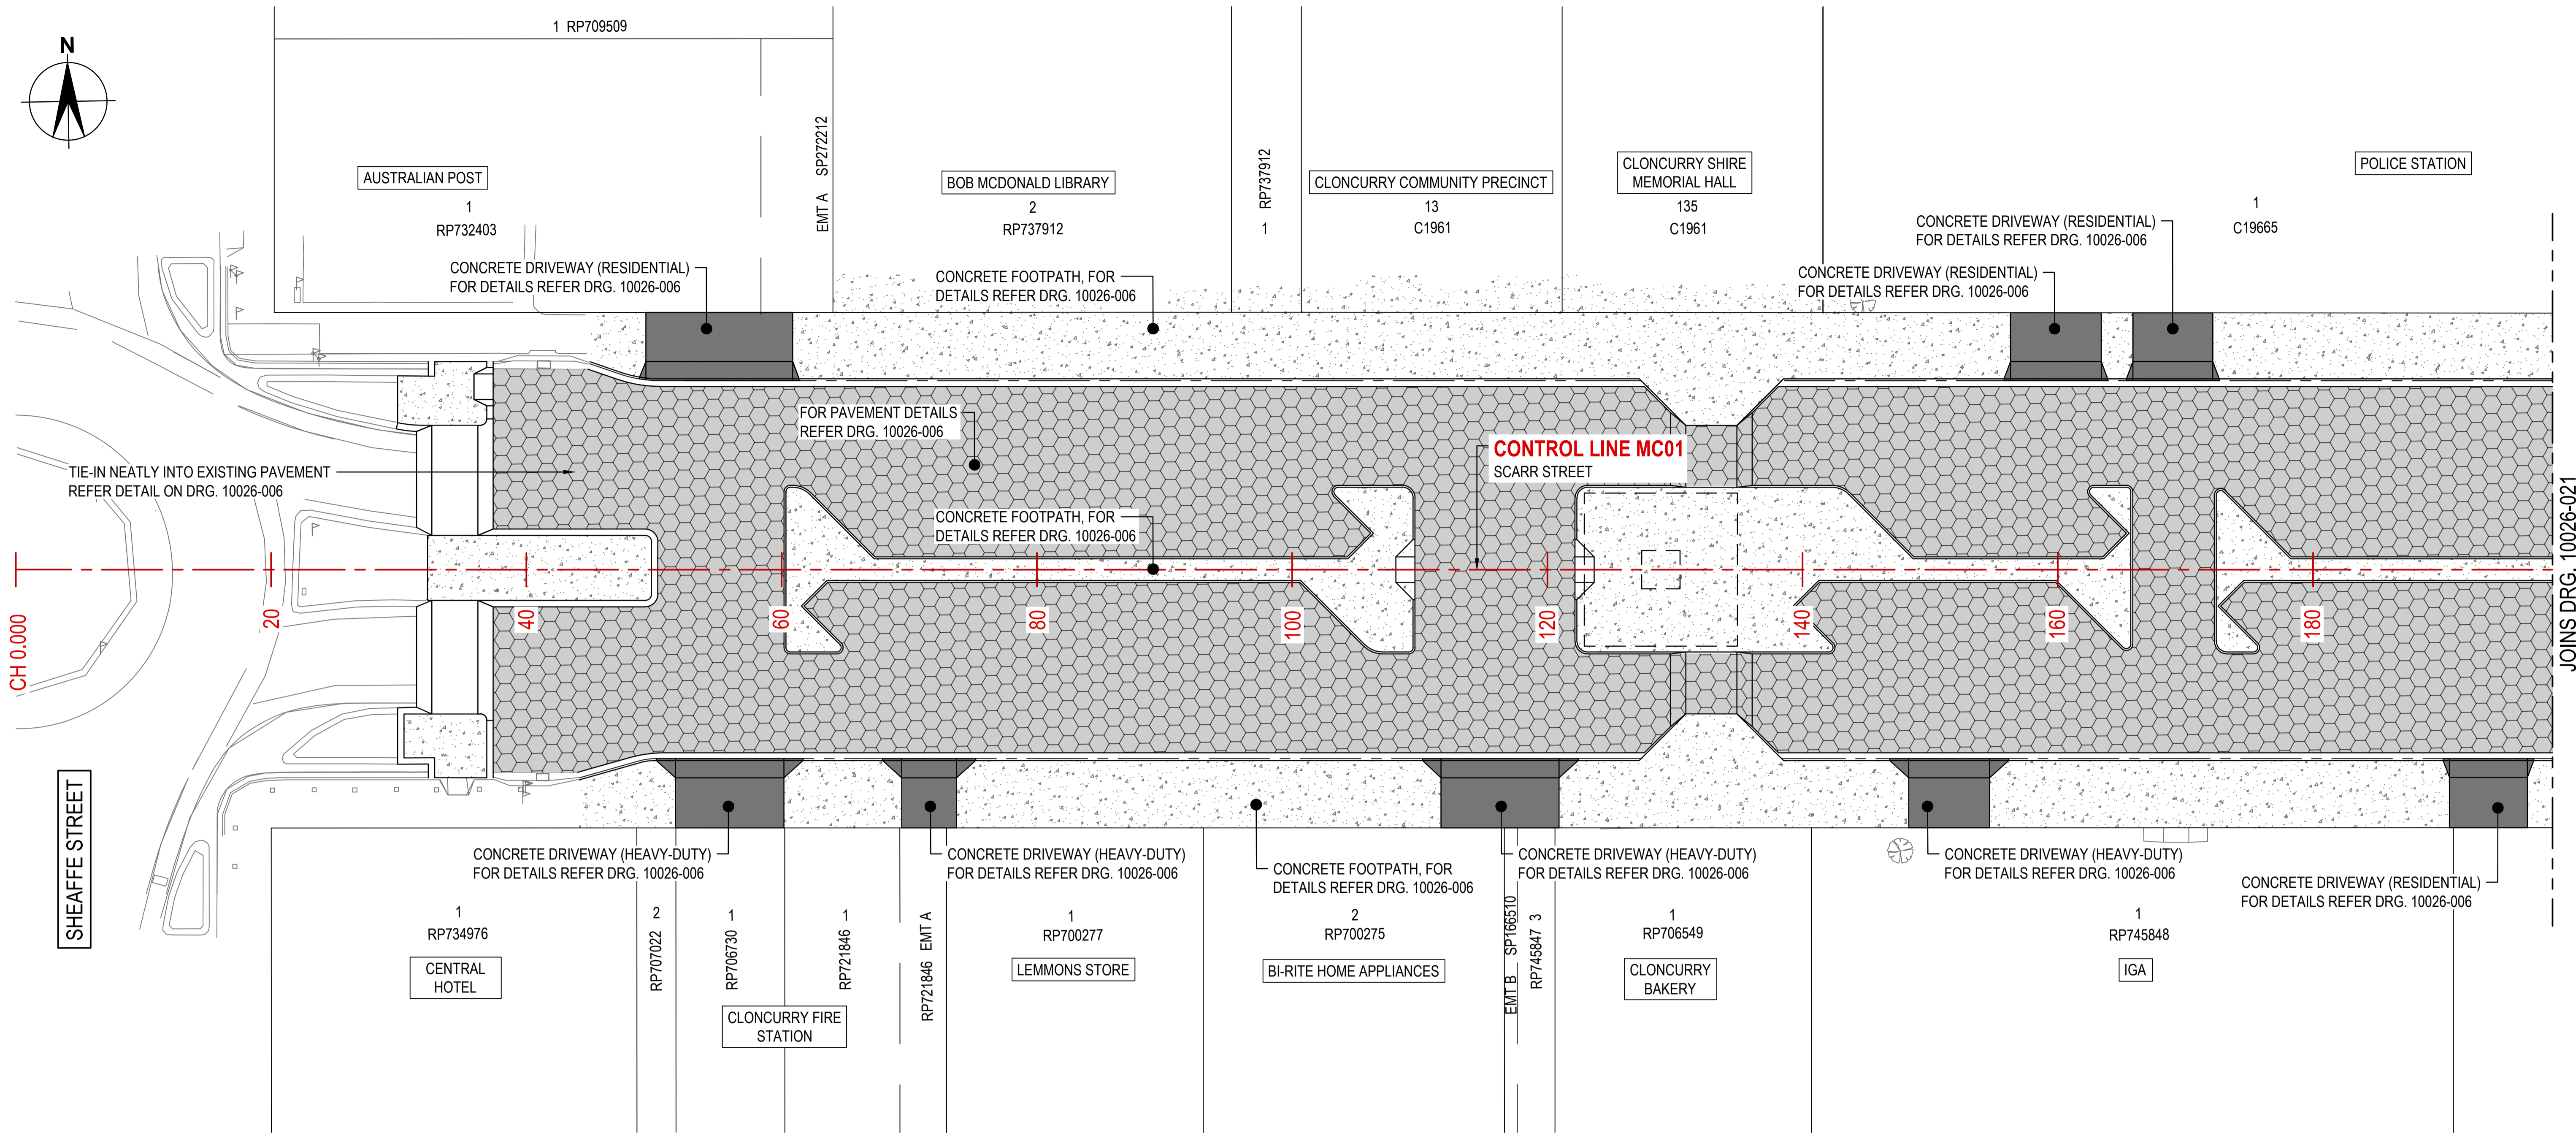 1 RP709509
N
EMT A SP272212
1 RP737912
AUSTRALIAN POST
1
RP732403
BOB MCDONALD LIBRARY
2
RP737912
CLONCURRY COMMUNITY PRECINCT
13
C1961
CLONCURRY SHIRE
MEMORIAL HALL
135
C1961
POLICE STATION
1
C19665
CONCRETE DRIVEWAY (RESIDENTIAL)
FOR DETAILS REFER DRG. 10026-006
CONCRETE FOOTPATH, FOR
DETAILS REFER DRG. 10026-006
CONCRETE DRIVEWAY (RESIDENTIAL)
FOR DETAILS REFER DRG. 10026-006
CONCRETE DRIVEWAY (RESIDENTIAL)
FOR DETAILS REFER DRG. 10026-006
FOR PAVEMENT DETAILS
REFER DRG. 10026-006
TIE-IN NEATLY INTO EXISTING PAVEMENT
REFER DETAIL ON DRG. 10026-006
CONTROL LINE MC01
SCARR STREET
CONCRETE FOOTPATH, FOR
DETAILS REFER DRG. 10026-006
JOINS DRG. 10026-021
CH 0.000
20
40
60
80
100
120
140
160
180
SHEAFFE STREET
CONCRETE DRIVEWAY (HEAVY-DUTY)
FOR DETAILS REFER DRG. 10026-006
CONCRETE DRIVEWAY (HEAVY-DUTY)
FOR DETAILS REFER DRG. 10026-006
CONCRETE FOOTPATH, FOR
DETAILS REFER DRG. 10026-006
CONCRETE DRIVEWAY (HEAVY-DUTY)
FOR DETAILS REFER DRG. 10026-006
CONCRETE DRIVEWAY (HEAVY-DUTY)
FOR DETAILS REFER DRG. 10026-006
CONCRETE DRIVEWAY (RESIDENTIAL)
FOR DETAILS REFER DRG. 10026-006
1
RP734976
CENTRAL
HOTEL
RP707022 2
RP706730 1
RP721846 1
CLONCURRY FIRE
STATION
RP721846 EMT A
1
RP700277
LEMMONS STORE
2
RP700275
BI-RITE HOME APPLIANCES
EMT B SP166510
RP745847 3
1
RP706549
CLONCURRY
BAKERY
1
RP745848
IGA